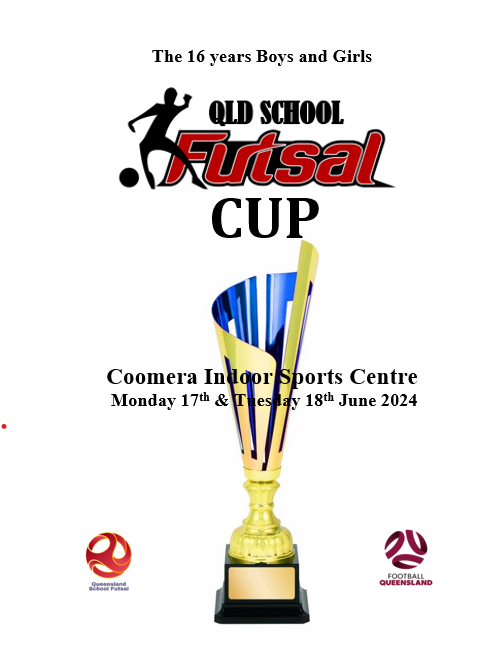 The 16 years Boys and Girls
QLD SCHOOL
Futsal
CUP
Coomera Indoor Sports Centre
Monday 17th & Tuesday 18th June 2024
Queensland
School Futsal
FOOTBALL
QUEENSLAND